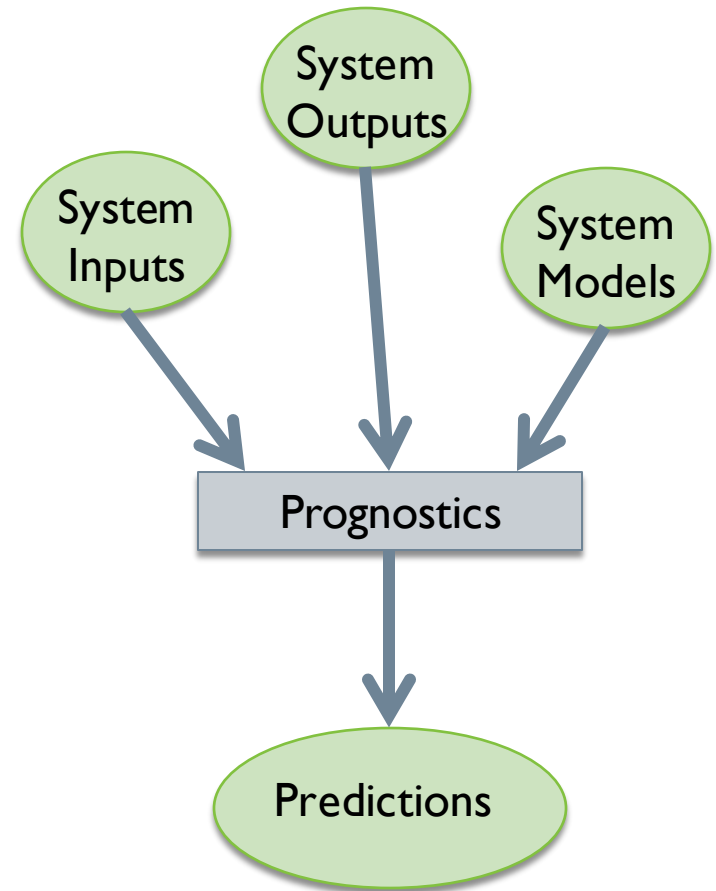 System
Outputs
System
Inputs
System
Models
Prognostics
Predictions